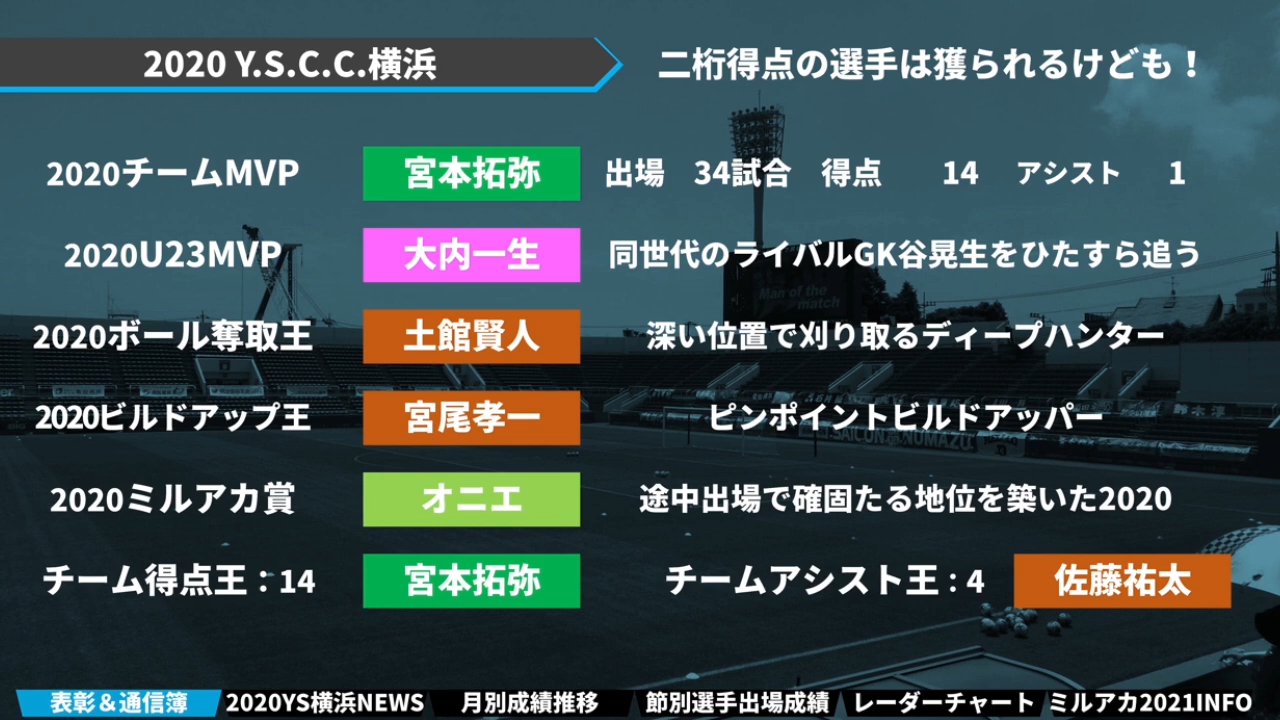 2020 Y.S.C.C.横浜
二桁得点の選手は獲られるけども！
2020チームMVP 宮本拓弥 出場 34試合 得点 14 アシスト 1
2020U23MVP 大内一生 同世代のライバルGK谷晃生をひたすら追う
Man of the
match
2020ボール奪取王 土館賢人 深い位置で刈り取るディープハンター
2020ビルドアップ王 宮尾孝一 ピンポイントビルドアッパー
鈴木淳
2020ミルアカ賞 オニエ 途中出場で確固たる地位を築いた2020
チーム得点王：14 宮本拓弥 チームアシスト王：4 佐藤祐太
表彰＆通信簿 2020YS横浜NEWS 月別成績推移 節別選手出場成績 レーダーチャート ミルアカ2021INFO